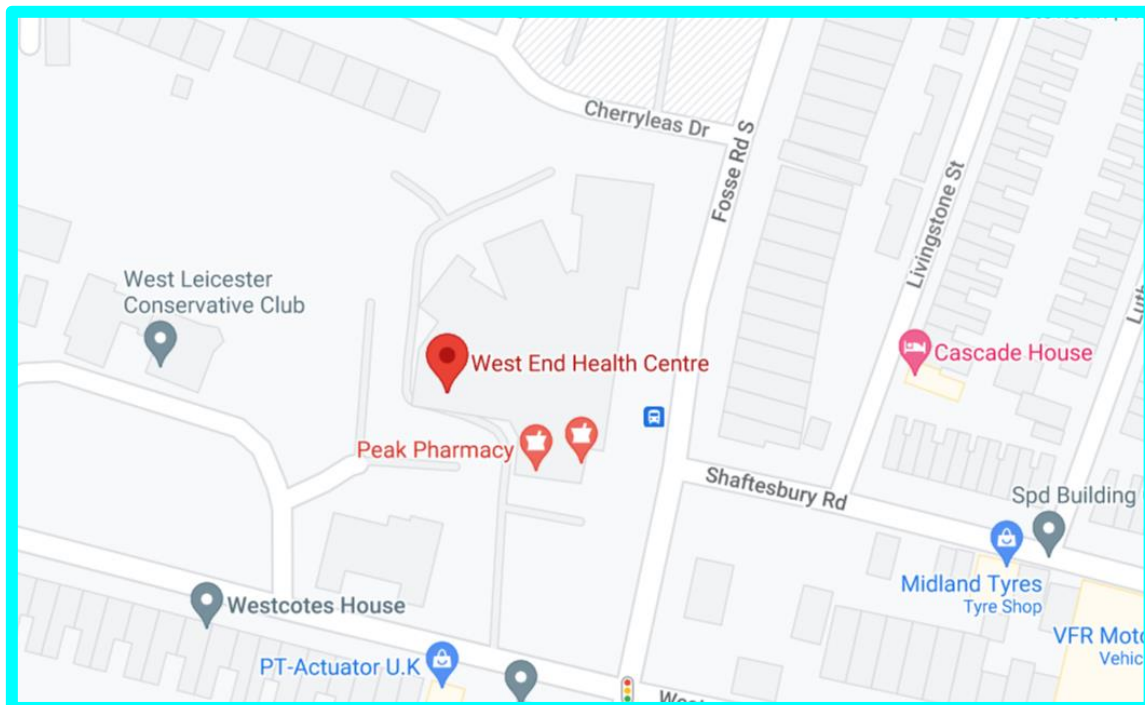 Cherryleas Dr
Fosse Rd S
Livingstone St
West Leicester
Conservative Club
West End Health Centre
Cascade House
Peak Pharmacy
Shaftesbury Rd
Spd Building
Midland Tyres
Tyre Shop
Westcotes House
VFR
PT-Actuator U.K